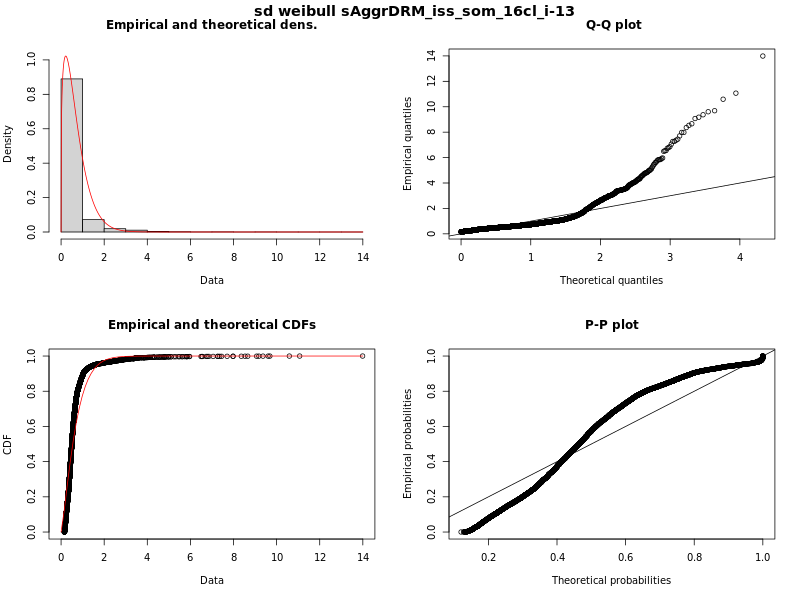 sd weibull sAggrDRM_iss_som_16cl_i-13
Empirical and theoretical dens.
Density
0.0 0.2 0.4 0.6 0.8 1.0
0 2 4 6 8 10 12 14
Data
Q-Q plot
Empirical quantiles
0 2 4 6 8 10 12 14
0 1 2 3 4
Theoretical quantiles
Empirical and theoretical CDFs
CDF
0.0 0.2 0.4 0.6 0.8 1.0
0 2 4 6 8 10 12 14
Data
P-P plot
Empirical probabilities
0.0 0.2 0.4 0.6 0.8 1.0
0.2 0.4 0.6 0.8 1.0
Theoretical probabilities